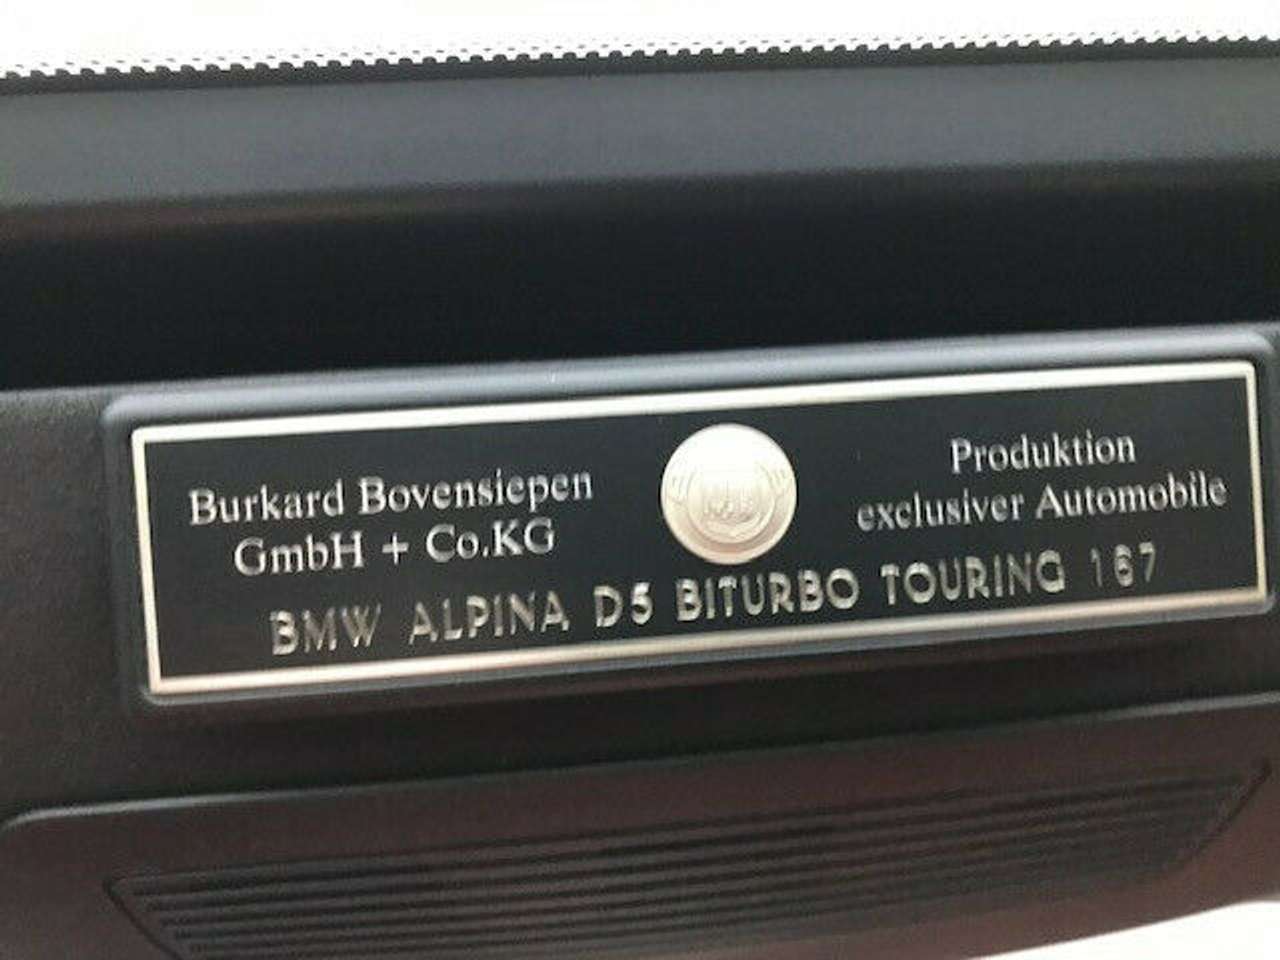 Burkard Bovensiepen
GmbH + Co.KG
Produktion
exclusiver Automobile
BMW ALPINA D5 BITURBO TOURING 167